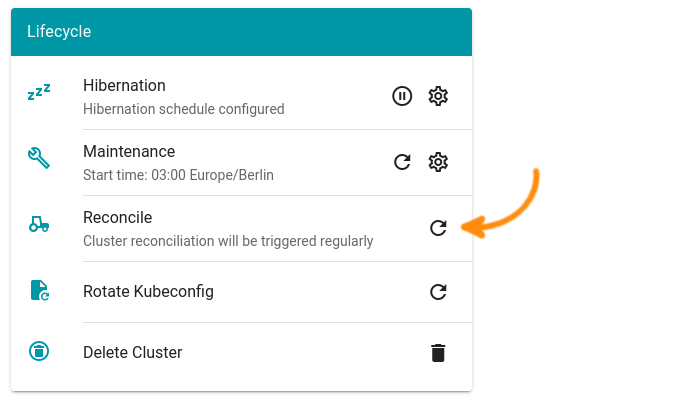 Lifecycle
zzz
Hibernation
Hibernation schedule configured
Maintenance
Start time: 03:00 Europe/Berlin
Reconcile
Cluster reconciliation will be triggered regularly
Rotate Kubeconfig
Delete Cluster